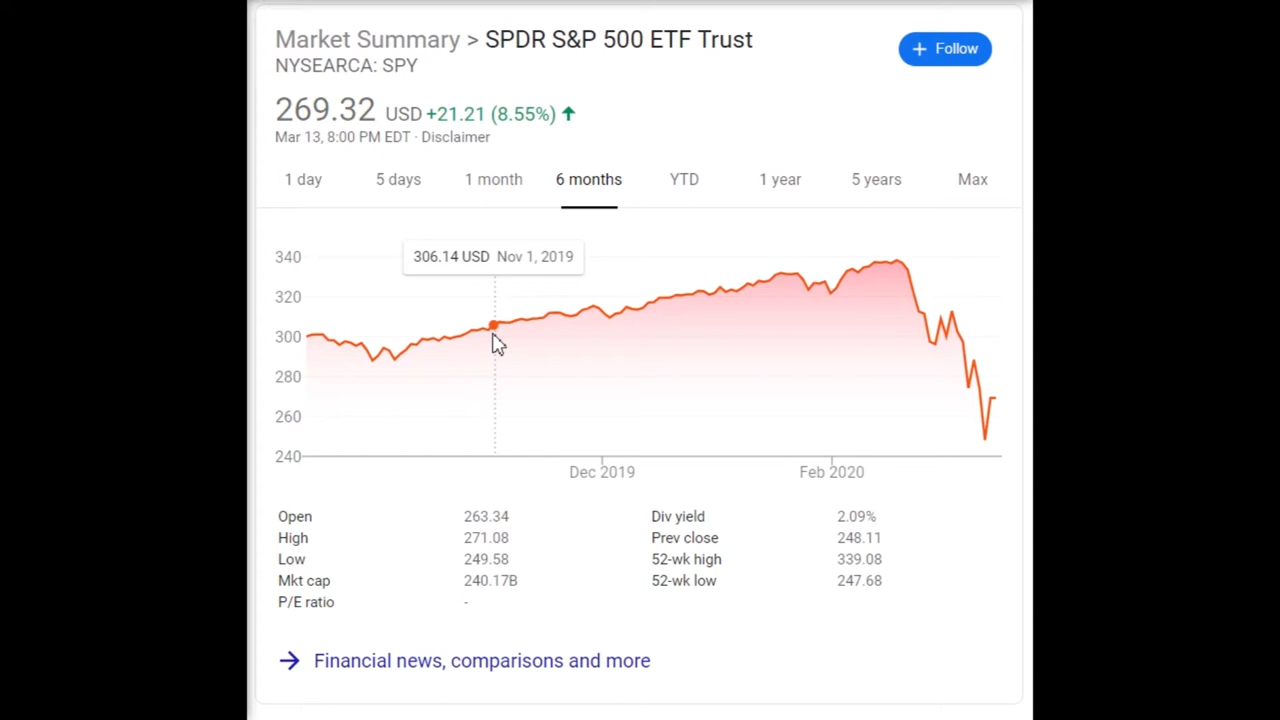 Market Summary > SPDR S&P 500 ETF Trust
NYSEARCA: SPY
+ Follow
269.32 USD +21.21 (8.55%)
Mar 13, 8:00 PM EDT · Disclaimer
1 day 5 days 1 month 6 months YTD 1 year 5 years Max
306.14 USD Nov 1, 2019
340
320
300
280
260
240
Dec 2019 Feb 2020
Open 263.34 Div yield 2.09%
High 271.08 Prev close 248.11
Low 249.58 52-wk high 339.08
Mkt cap 240.17B 52-wk low 247.68
P/E ratio -
Financial news, comparisons and more